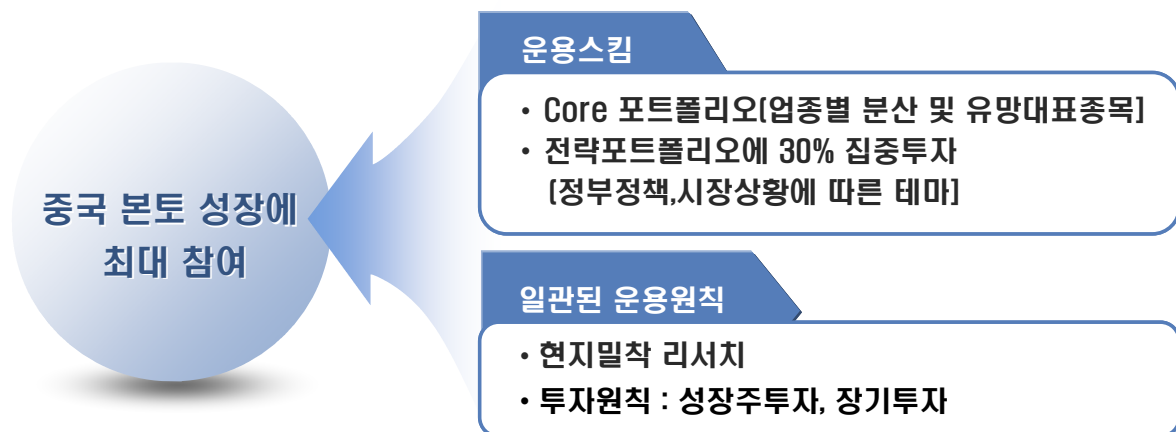 중국 본토 성장에
최대 참여
운용스킴
• Core 포트폴리오[업종별 분산 및 유망대표종목]
• 전략포트폴리오에 30% 집중투자
[정부정책,시장상황에 따른 테마]
일관된 운용원칙
• 현지밀착 리서치
• 투자원칙 : 성장주투자, 장기투자